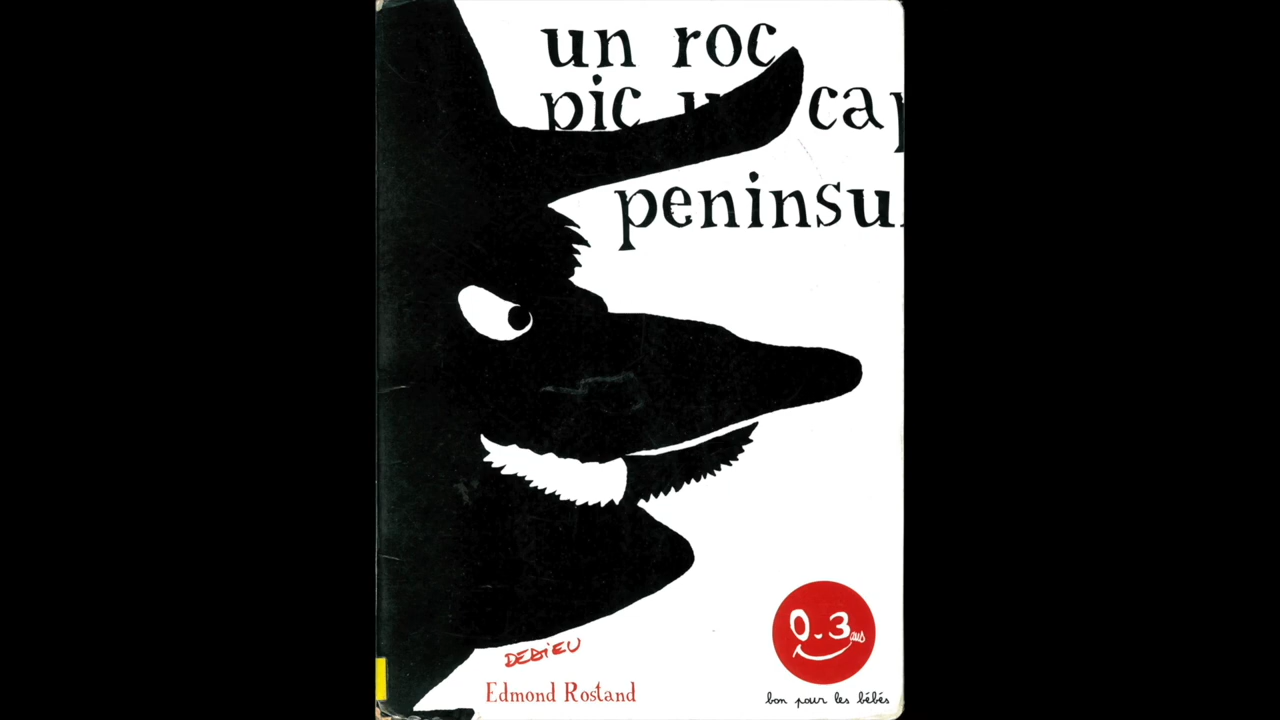 un roc
pic
peninsu
DEDIEU
Edmond Rostand
0-3 ans
bon pour les bébés